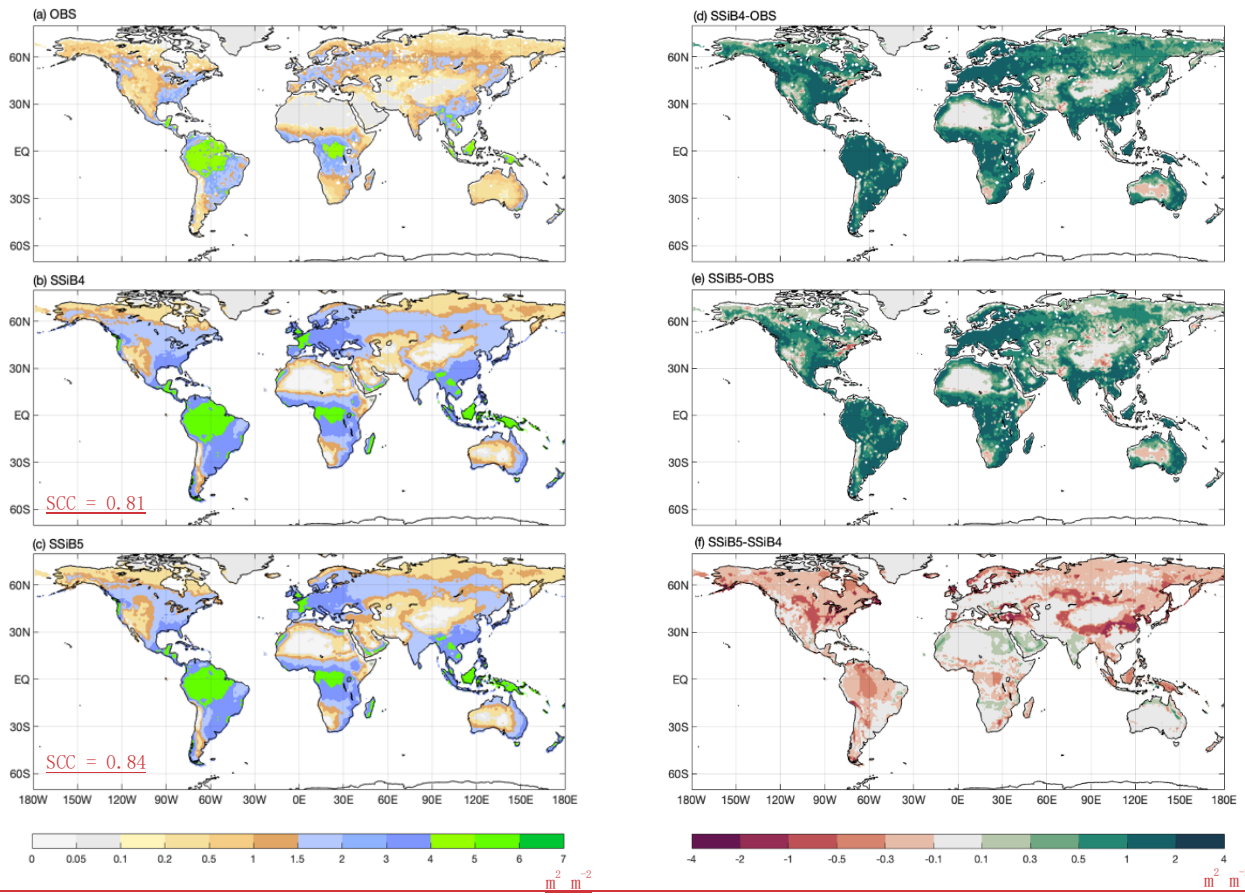 (a) OBS
60N
30N
EQ
30S
60S
(d) SSiB4-OBS
60N
30N
EQ
30S
60S
(b) SSiB4
60N
30N
EQ
30S
60S
SCC = 0.81
(e) SSiB5-OBS
60N
30N
EQ
30S
60S
(c) SSiB5
60N
30N
EQ
30S
60S
SCC = 0.84
180W 150W 120W 90W 60W 30W 0E 30E 60E 90E 120E 150E 180E
(f) SSiB5-SSiB4
60N
30N
EQ
30S
60S
180W 150W 120W 90W 60W 30W 0E 30E 60E 90E 120E 150E 180E
0 0.05 0.1 0.2 0.5 1 1.5 2 3 4 5 6 7
m² m⁻²
-4 -2 -1 -0.5 -0.3 -0.1 0.1 0.3 0.5 1 2 4
m² m⁻